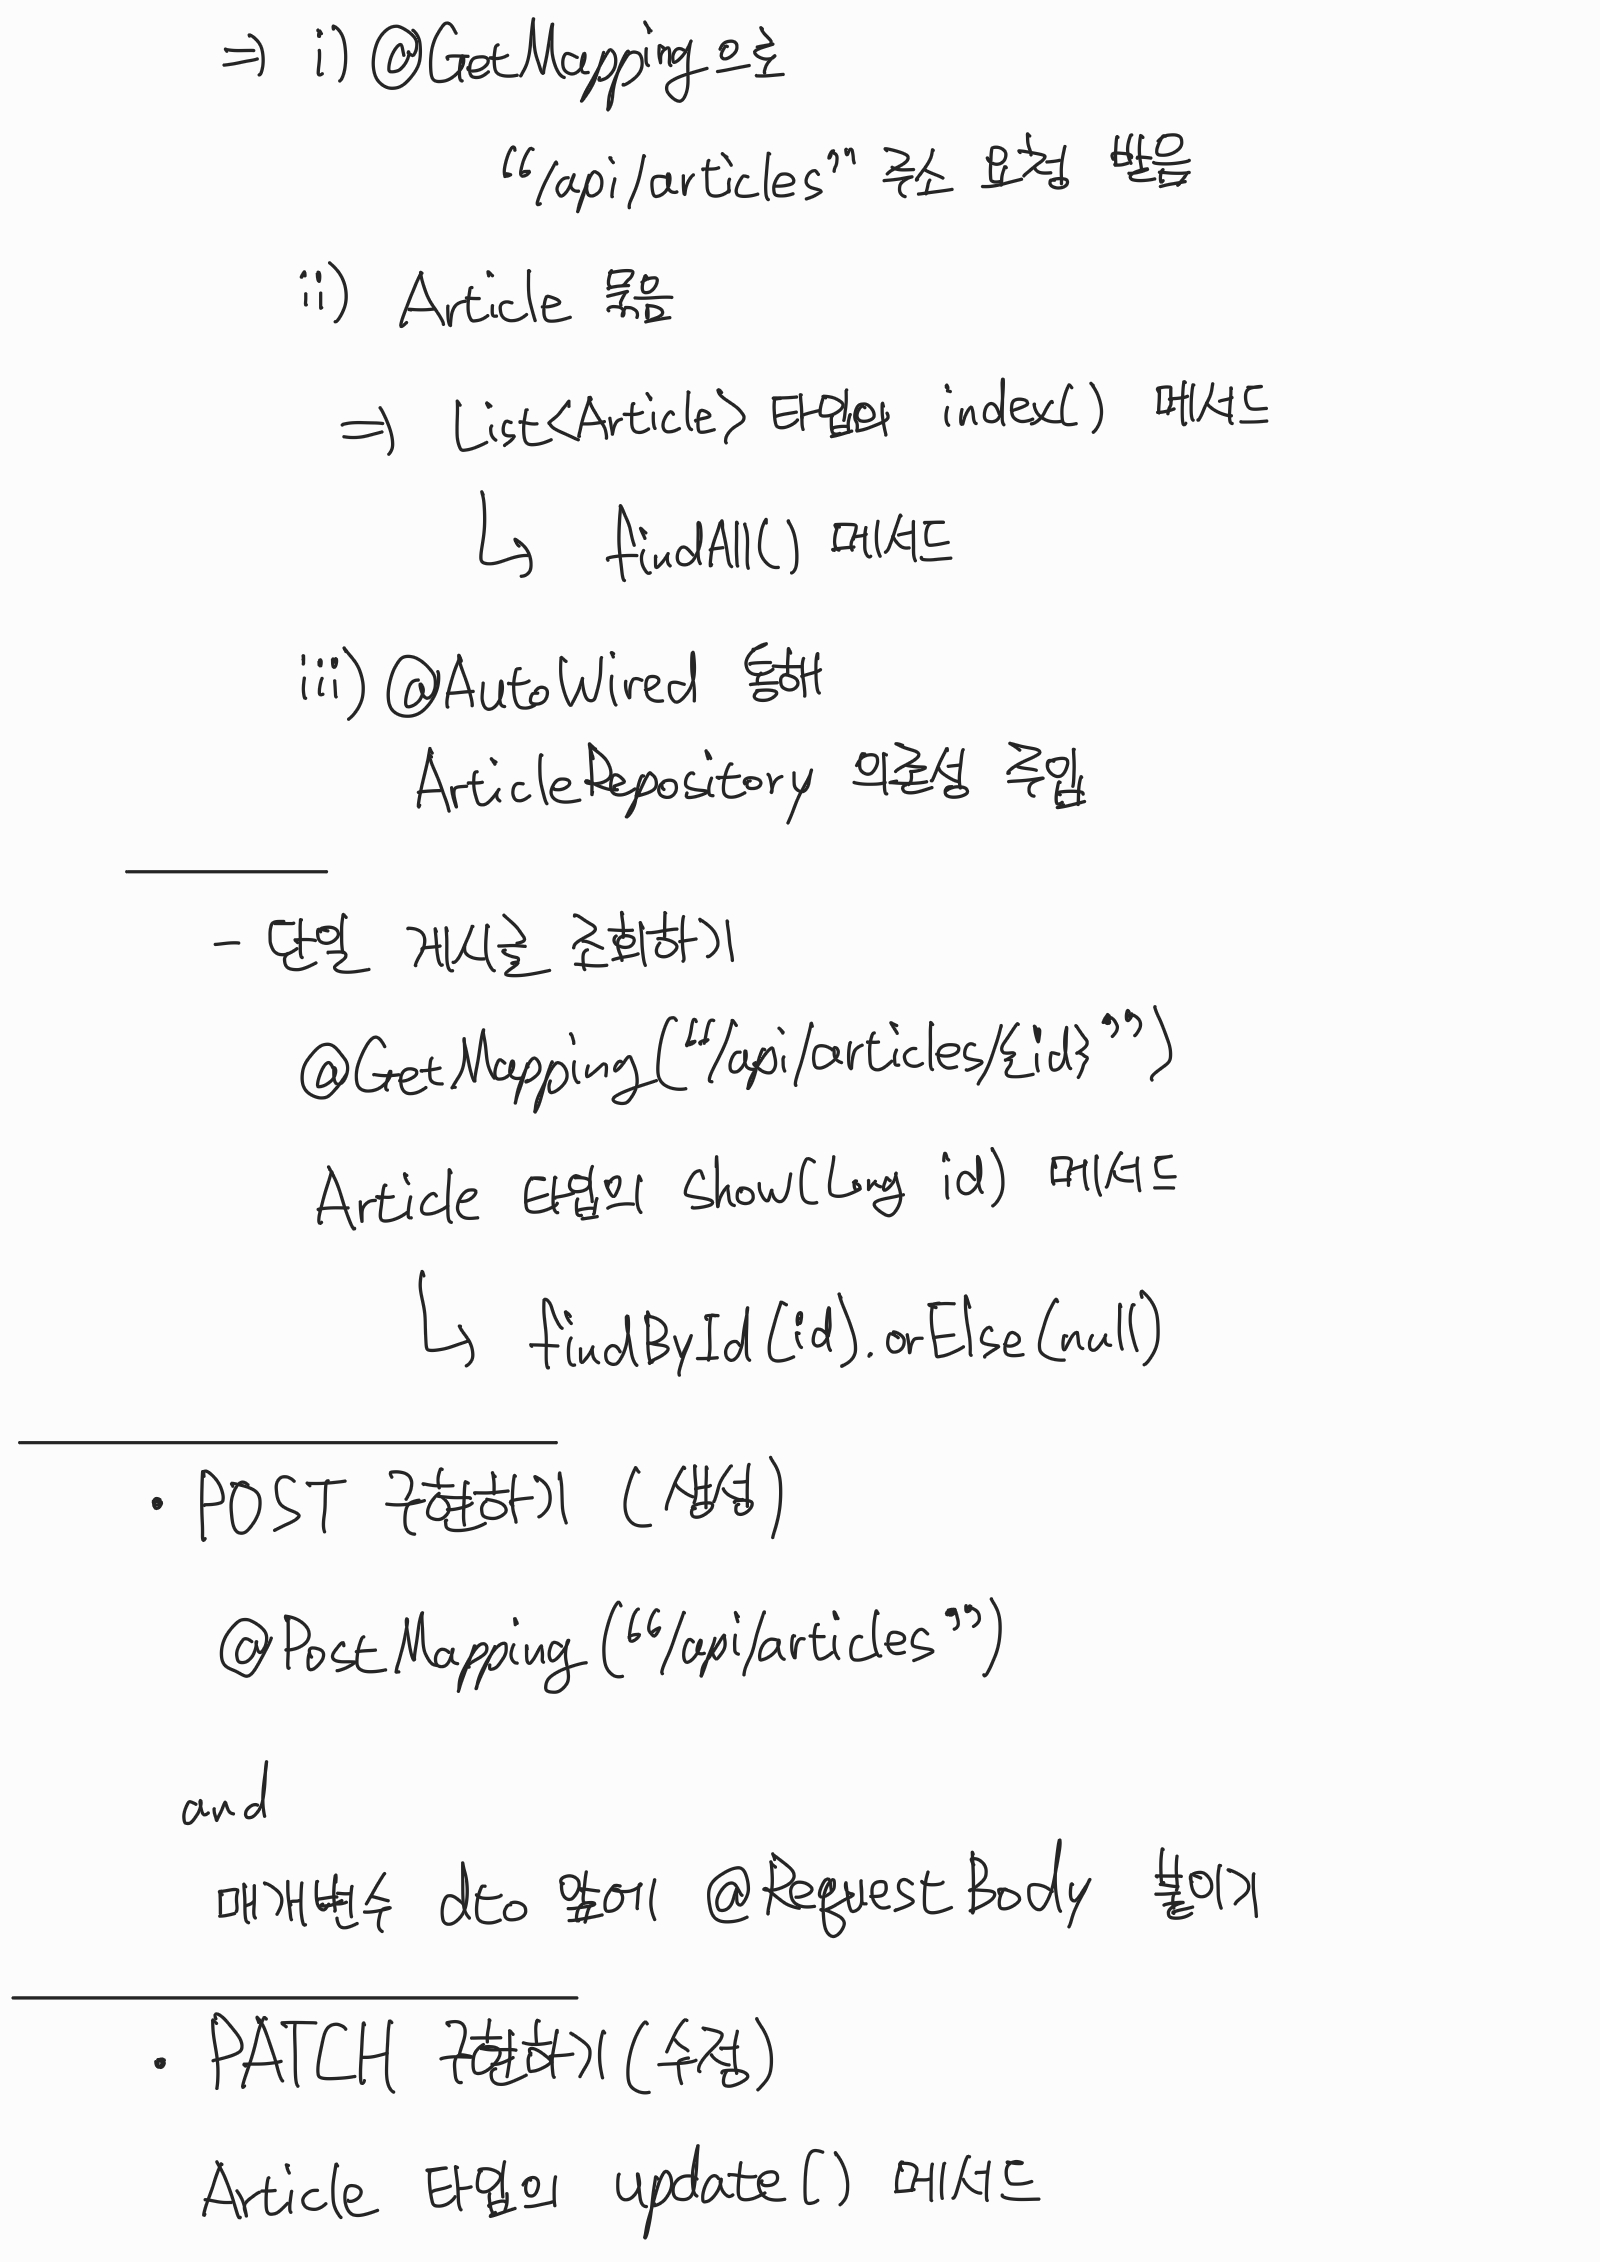 ⇒ i) @GetMapping으로
"/api/articles" 주소 요청 받음
ii) Article 묶음
⇒ List<Article> 타입의 index() 메서드
↳ findAll() 메서드
iii) @AutoWired 통해
ArticleRepository 의존성 주입
- 단일 게시글 조회하기
@GetMapping("/api/articles/{id}")
Article 타입의 show(Long id) 메서드
↳ findById(id).orElse(null)
• POST 구현하기 (생성)
@PostMapping("/api/articles")
and
매개변수 dto 앞에 @RequestBody 붙이기
• PATCH 구현하기 (수정)
Article 타입의 update() 메서드